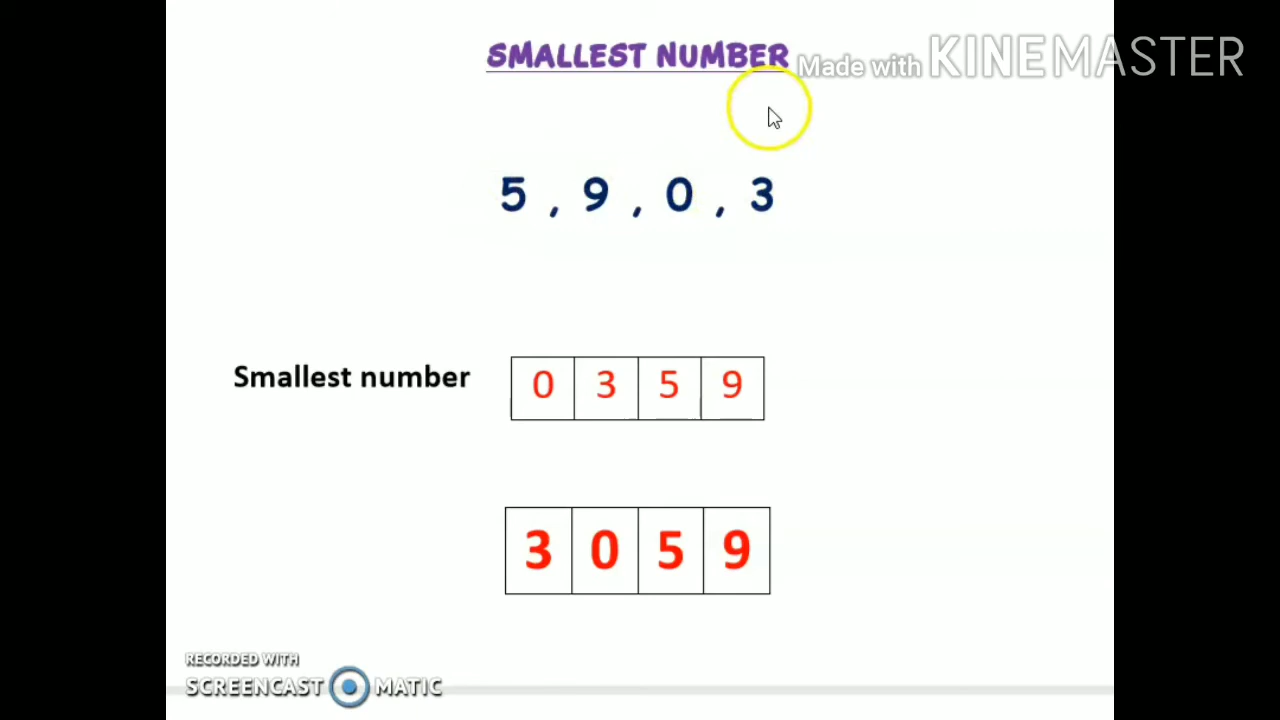 SMALLEST NUMBER
Made with KINEMASTER
5 , 9 , 0 , 3
Smallest number 0 3 5 9
3 0 5 9
RECORDED WITH
SCREENCAST MATIC